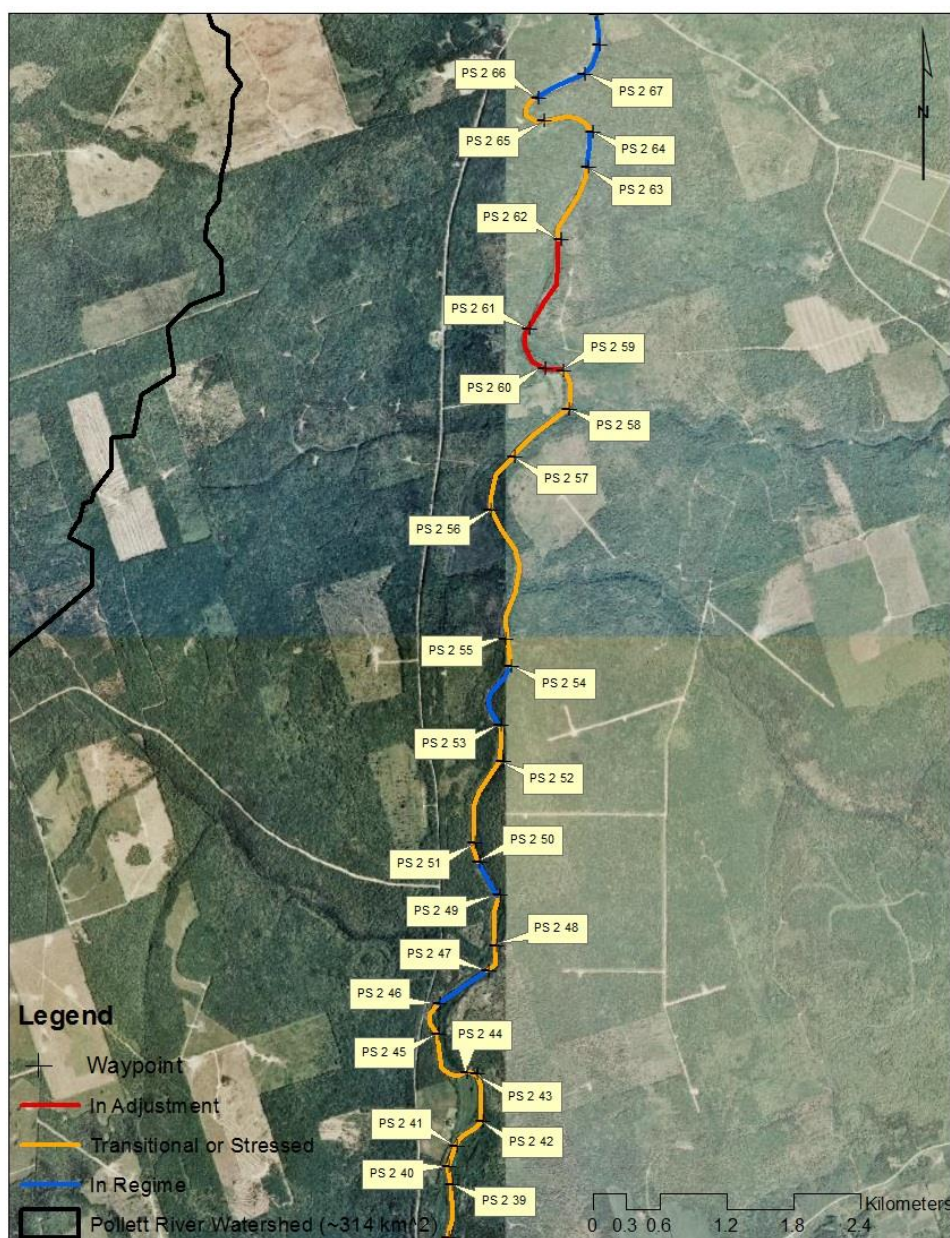 PS 2 66
PS 2 67
PS 2 65
PS 2 64
N
PS 2 63
PS 2 62
PS 2 61
PS 2 59
PS 2 60
PS 2 58
PS 2 57
PS 2 56
PS 2 55
PS 2 54
PS 2 53
PS 2 52
PS 2 50
PS 2 51
PS 2 49
PS 2 48
PS 2 47
PS 2 46
PS 2 44
PS 2 45
PS 2 43
PS 2 41
PS 2 42
PS 2 40
PS 2 39
Legend
Waypoint
In Adjustment
Transitional or Stressed
In Regime
Pollett River Watershed (~314 km^2)
Kilometers
0 0.3 0.6 1.2 1.8 2.4